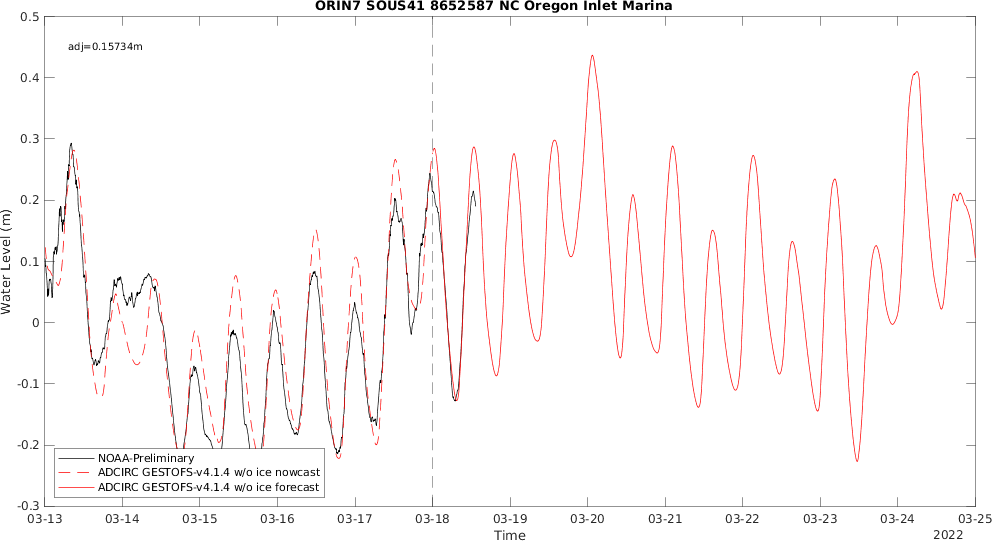 ORIN7 SOUS41 8652587 NC Oregon Inlet Marina
adj=0.15734m
0.5
0.4
0.3
0.2
0.1
0
-0.1
-0.2
-0.3
Water Level (m)
NOAA-Preliminary
ADCIRC GESTOFS-v4.1.4 w/o ice nowcast
ADCIRC GESTOFS-v4.1.4 w/o ice forecast
03-13 03-14 03-15 03-16 03-17 03-18 03-19 03-20 03-21 03-22 03-23 03-24 03-25
Time
2022